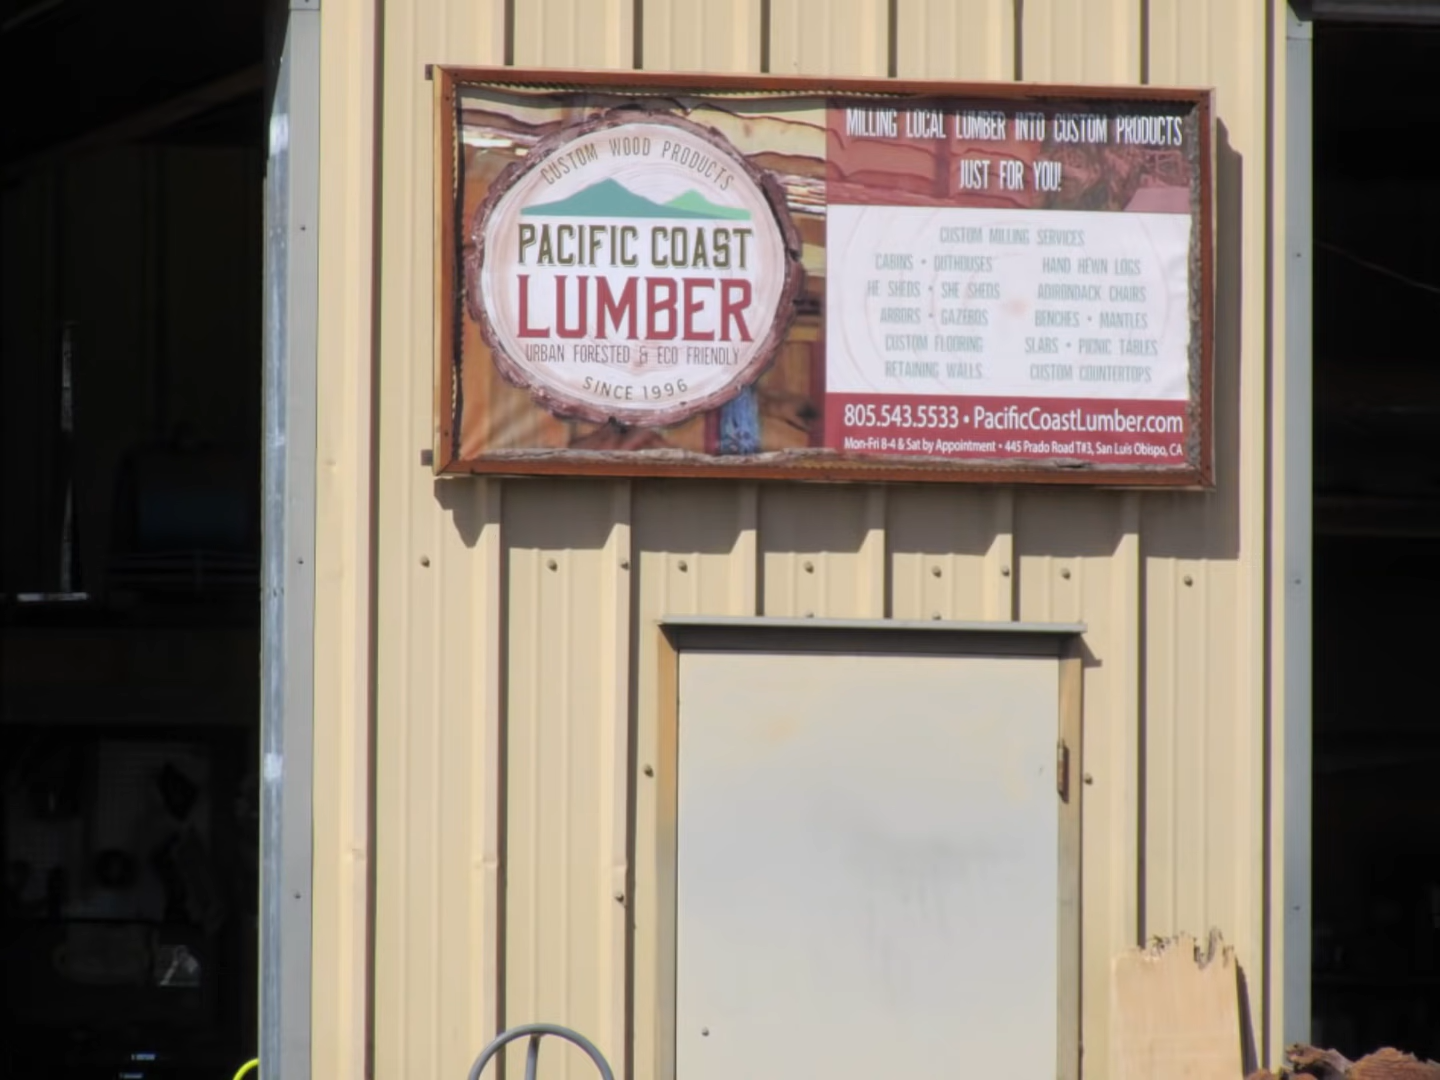 CUSTOM WOOD PRODUCTS
PACIFIC COAST
LUMBER
URBAN FORESTED & ECO FRIENDLY
SINCE 1996
MILLING LOCAL LUMBER INTO CUSTOM PRODUCTS
JUST FOR YOU!
CUSTOM MILLING SERVICES
CABINS • OUTHOUSES
HE SHEDS • SHE SHEDS
ARBORS • GAZEBOS
CUSTOM FLOORING
RETAINING WALLS
HAND HEWN LOGS
ADIRONDACK CHAIRS
BENCHES • MANTLES
SLABS • PICNIC TABLES
CUSTOM COUNTERTOPS
805.543.5533 • PacificCoastLumber.com
Mon-Fri 8-4 & Sat by Appointment • 445 Prado Road T#3, San Luis Obispo, CA